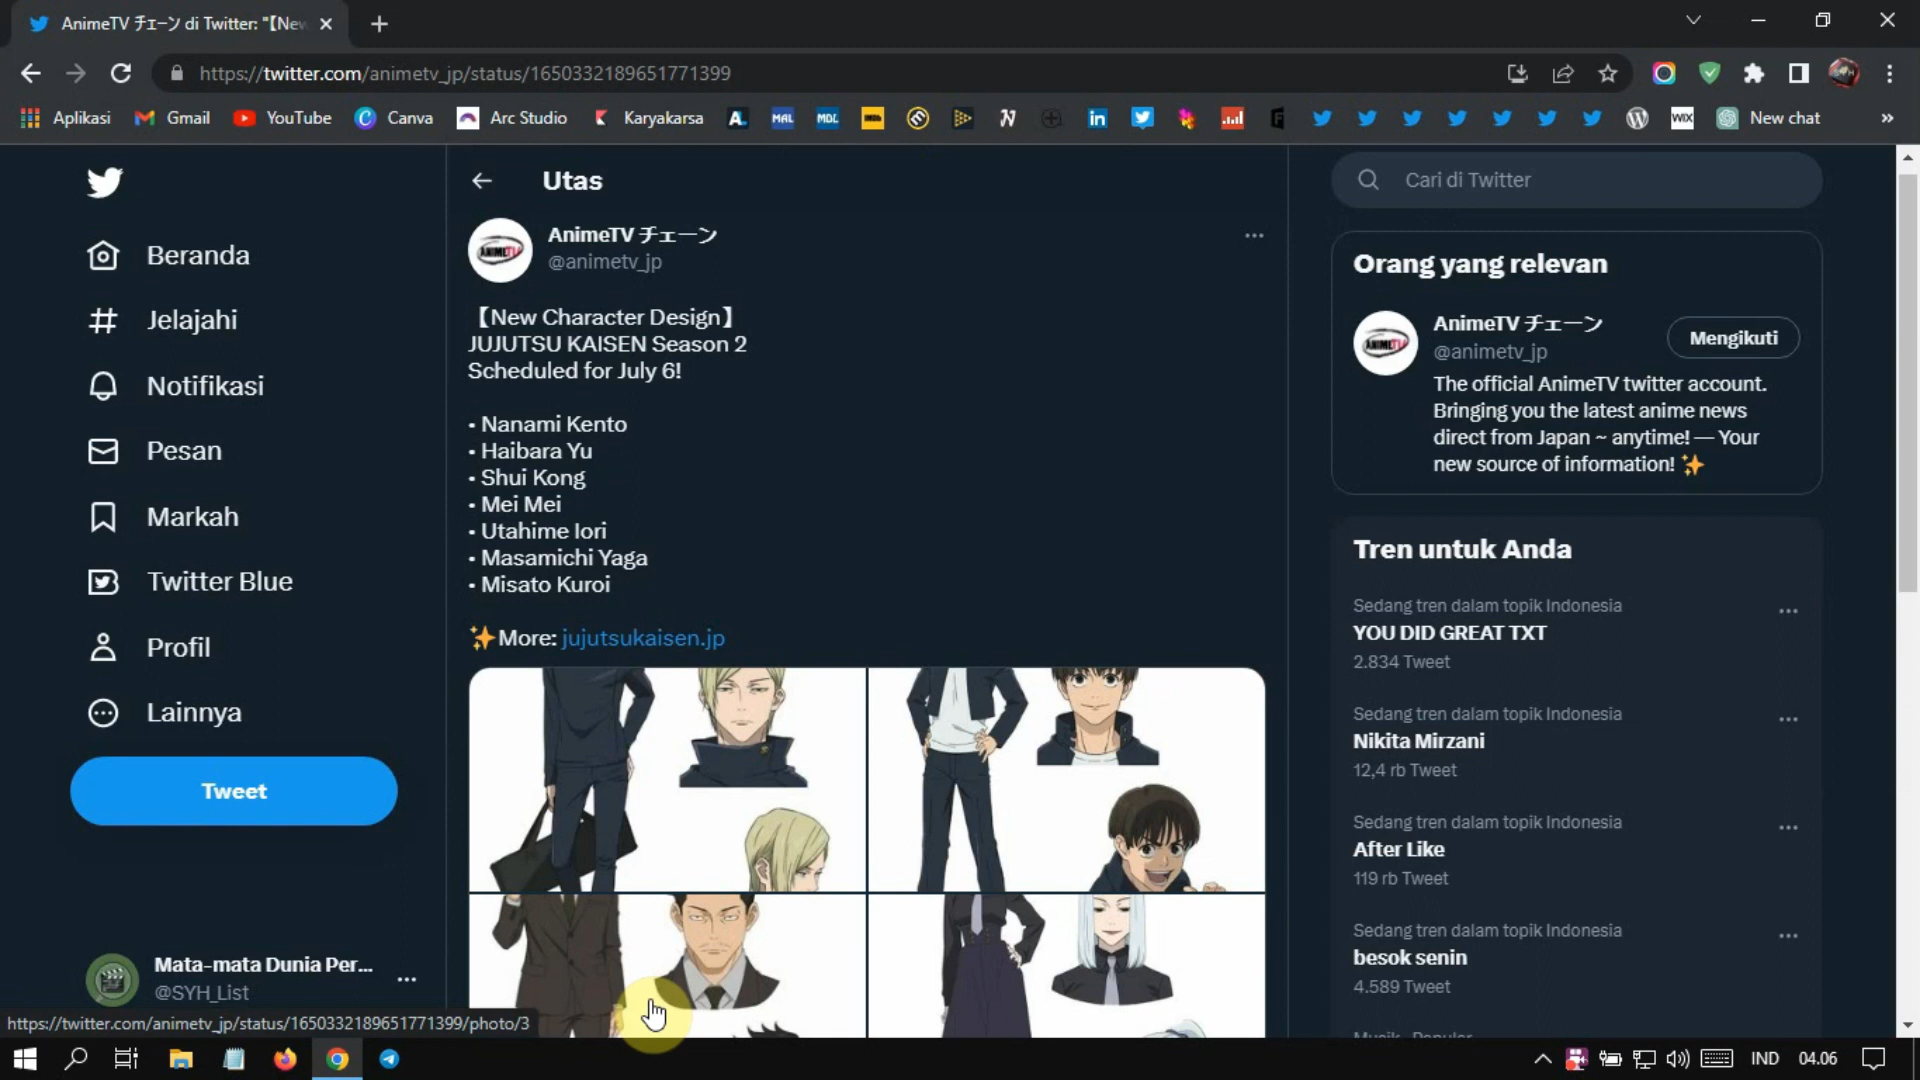 AnimeTV チェーン di Twitter: "【New
https://twitter.com/animetv_jp/status/1650332189651771399
Aplikasi
Gmail
YouTube
Canva
Arc Studio
Karyakarsa
MAL
MDL
WIX
New chat
»
Utas
Cari di Twitter
Beranda
Jelajahi
Notifikasi
Pesan
Markah
Twitter Blue
Profil
Lainnya
Tweet
Mata-mata Dunia Per...
@SYH_List
AnimeTV チェーン
@animetv_jp
【New Character Design】
JUJUTSU KAISEN Season 2
Scheduled for July 6!
• Nanami Kento
• Haibara Yu
• Shui Kong
• Mei Mei
• Utahime Iori
• Masamichi Yaga
• Misato Kuroi
✨More: jujutsukaisen.jp
Orang yang relevan
AnimeTV チェーン
@animetv_jp
Mengikuti
The official AnimeTV twitter account.
Bringing you the latest anime news
direct from Japan ~ anytime! — Your
new source of information! ✨
Tren untuk Anda
Sedang tren dalam topik Indonesia
YOU DID GREAT TXT
2.834 Tweet
Sedang tren dalam topik Indonesia
Nikita Mirzani
12,4 rb Tweet
Sedang tren dalam topik Indonesia
After Like
119 rb Tweet
Sedang tren dalam topik Indonesia
besok senin
4.589 Tweet
https://twitter.com/animetv_jp/status/1650332189651771399/photo/3
IND
04.06